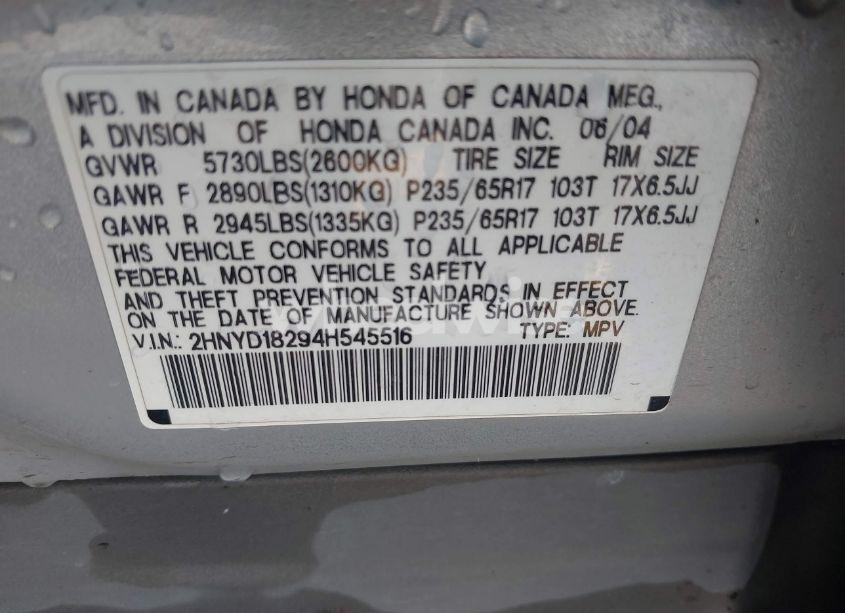 MFD. IN CANADA BY HONDA OF CANADA MFG.,
A DIVISION OF HONDA CANADA INC. 06/04
GVWR 5730LBS(2600KG) TIRE SIZE RIM SIZE
GAWR F 2890LBS(1310KG) P235/65R17 103T 17X6.5JJ
GAWR R 2945LBS(1335KG) P235/65R17 103T 17X6.5JJ
THIS VEHICLE CONFORMS TO ALL APPLICABLE
FEDERAL MOTOR VEHICLE SAFETY
AND THEFT PREVENTION STANDARDS IN EFFECT
ON THE DATE OF MANUFACTURE SHOWN ABOVE.
V.I.N.: 2HNYD18294H545516 TYPE: MPV